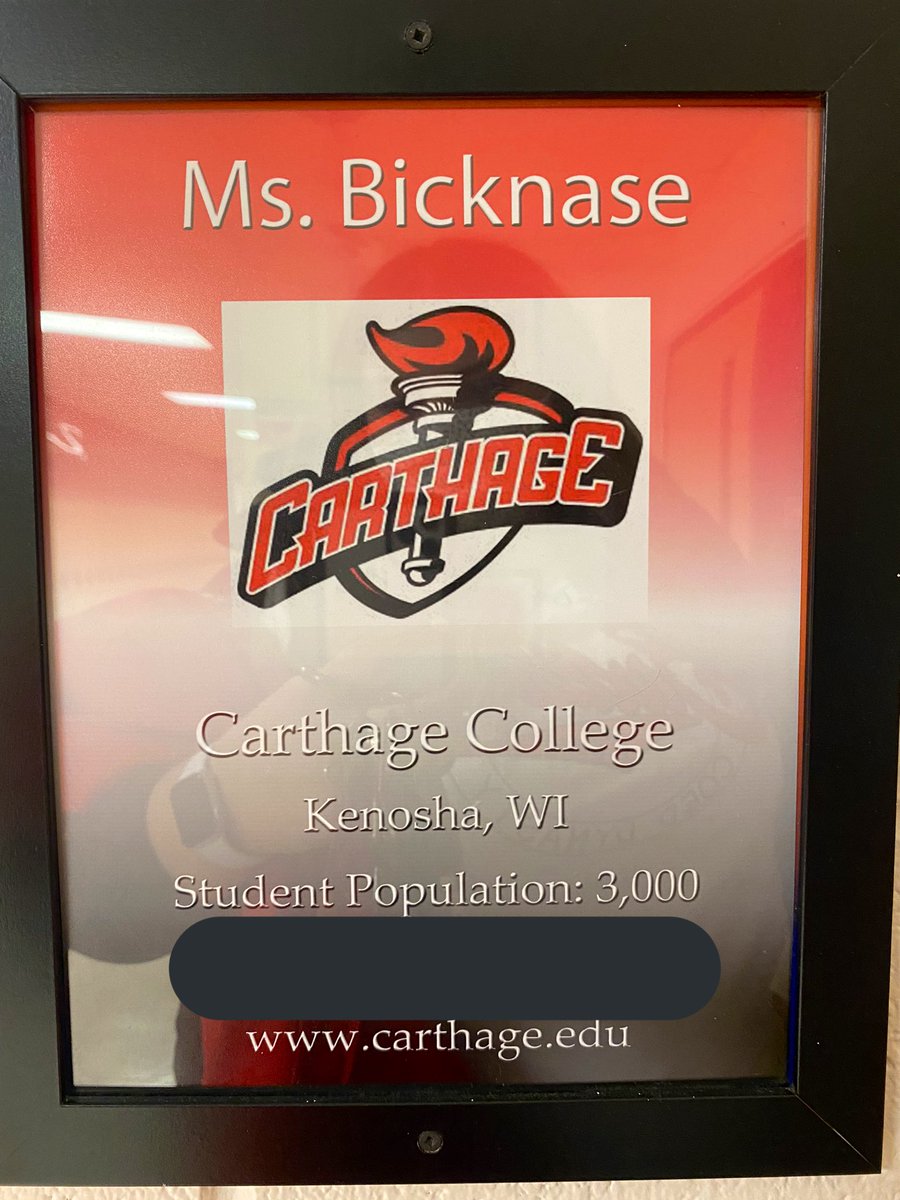 Ms. Bicknase
CARTHAGE
Carthage College
Kenosha, WI
Student Population: 3,000
www.carthage.edu